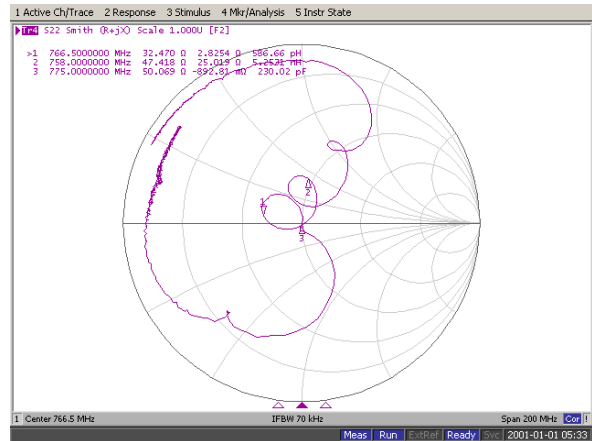 1 Active Ch/Trace 2 Response 3 Stimulus 4 Mkr/Analysis 5 Instr State
Tr4 S22 Smith (R+jX) Scale 1.000U [F2]
>1 766.5000000 MHz 32.470 Ω 2.8254 Ω 586.66 pH
2 758.0000000 MHz 47.418 Ω 25.019 Ω 5.2531 nH
3 775.0000000 MHz 50.069 Ω -892.81 mΩ 230.02 pF
1
2
3
1 Center 766.5 MHz IFBW 70 kHz Span 200 MHz Cor !
Meas Run ExtRef Ready Svc 2001-01-01 05:33